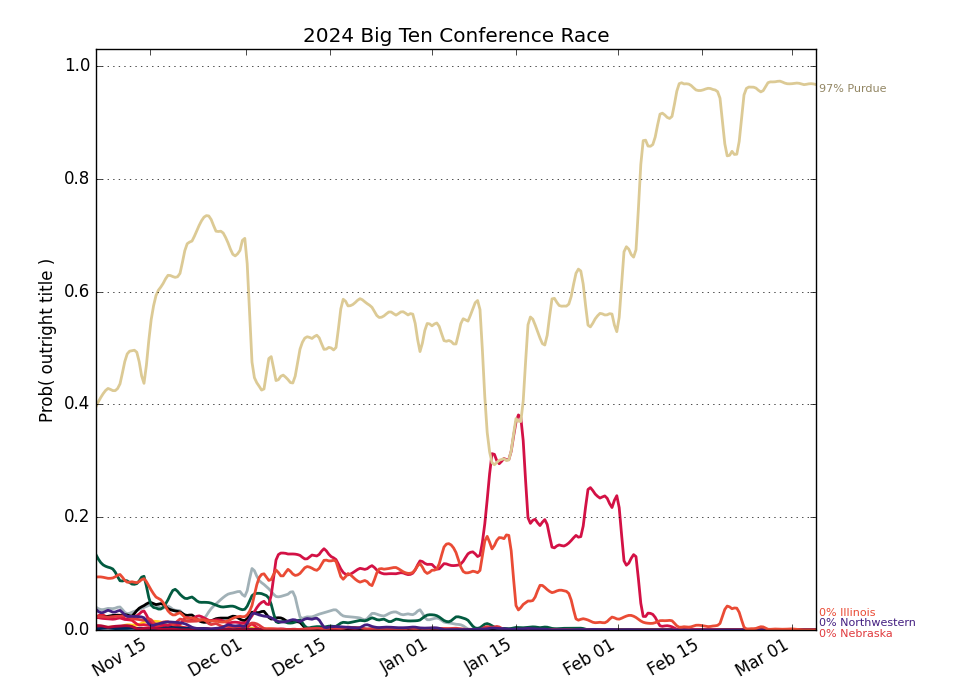 2024 Big Ten Conference Race
Prob( outright title )
1.0
0.8
0.6
0.4
0.2
0.0
97% Purdue
0% Illinois
0% Northwestern
0% Nebraska
Nov 15
Dec 01
Dec 15
Jan 01
Jan 15
Feb 01
Feb 15
Mar 01